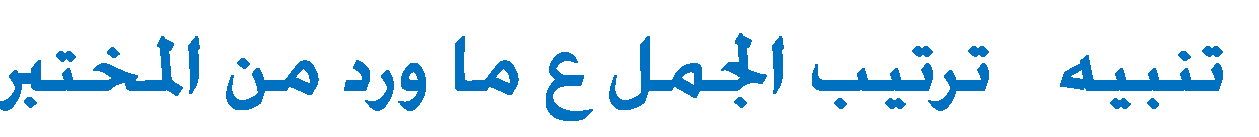 تنبيه ترتيب الجمل ع ما ورد من المختبر